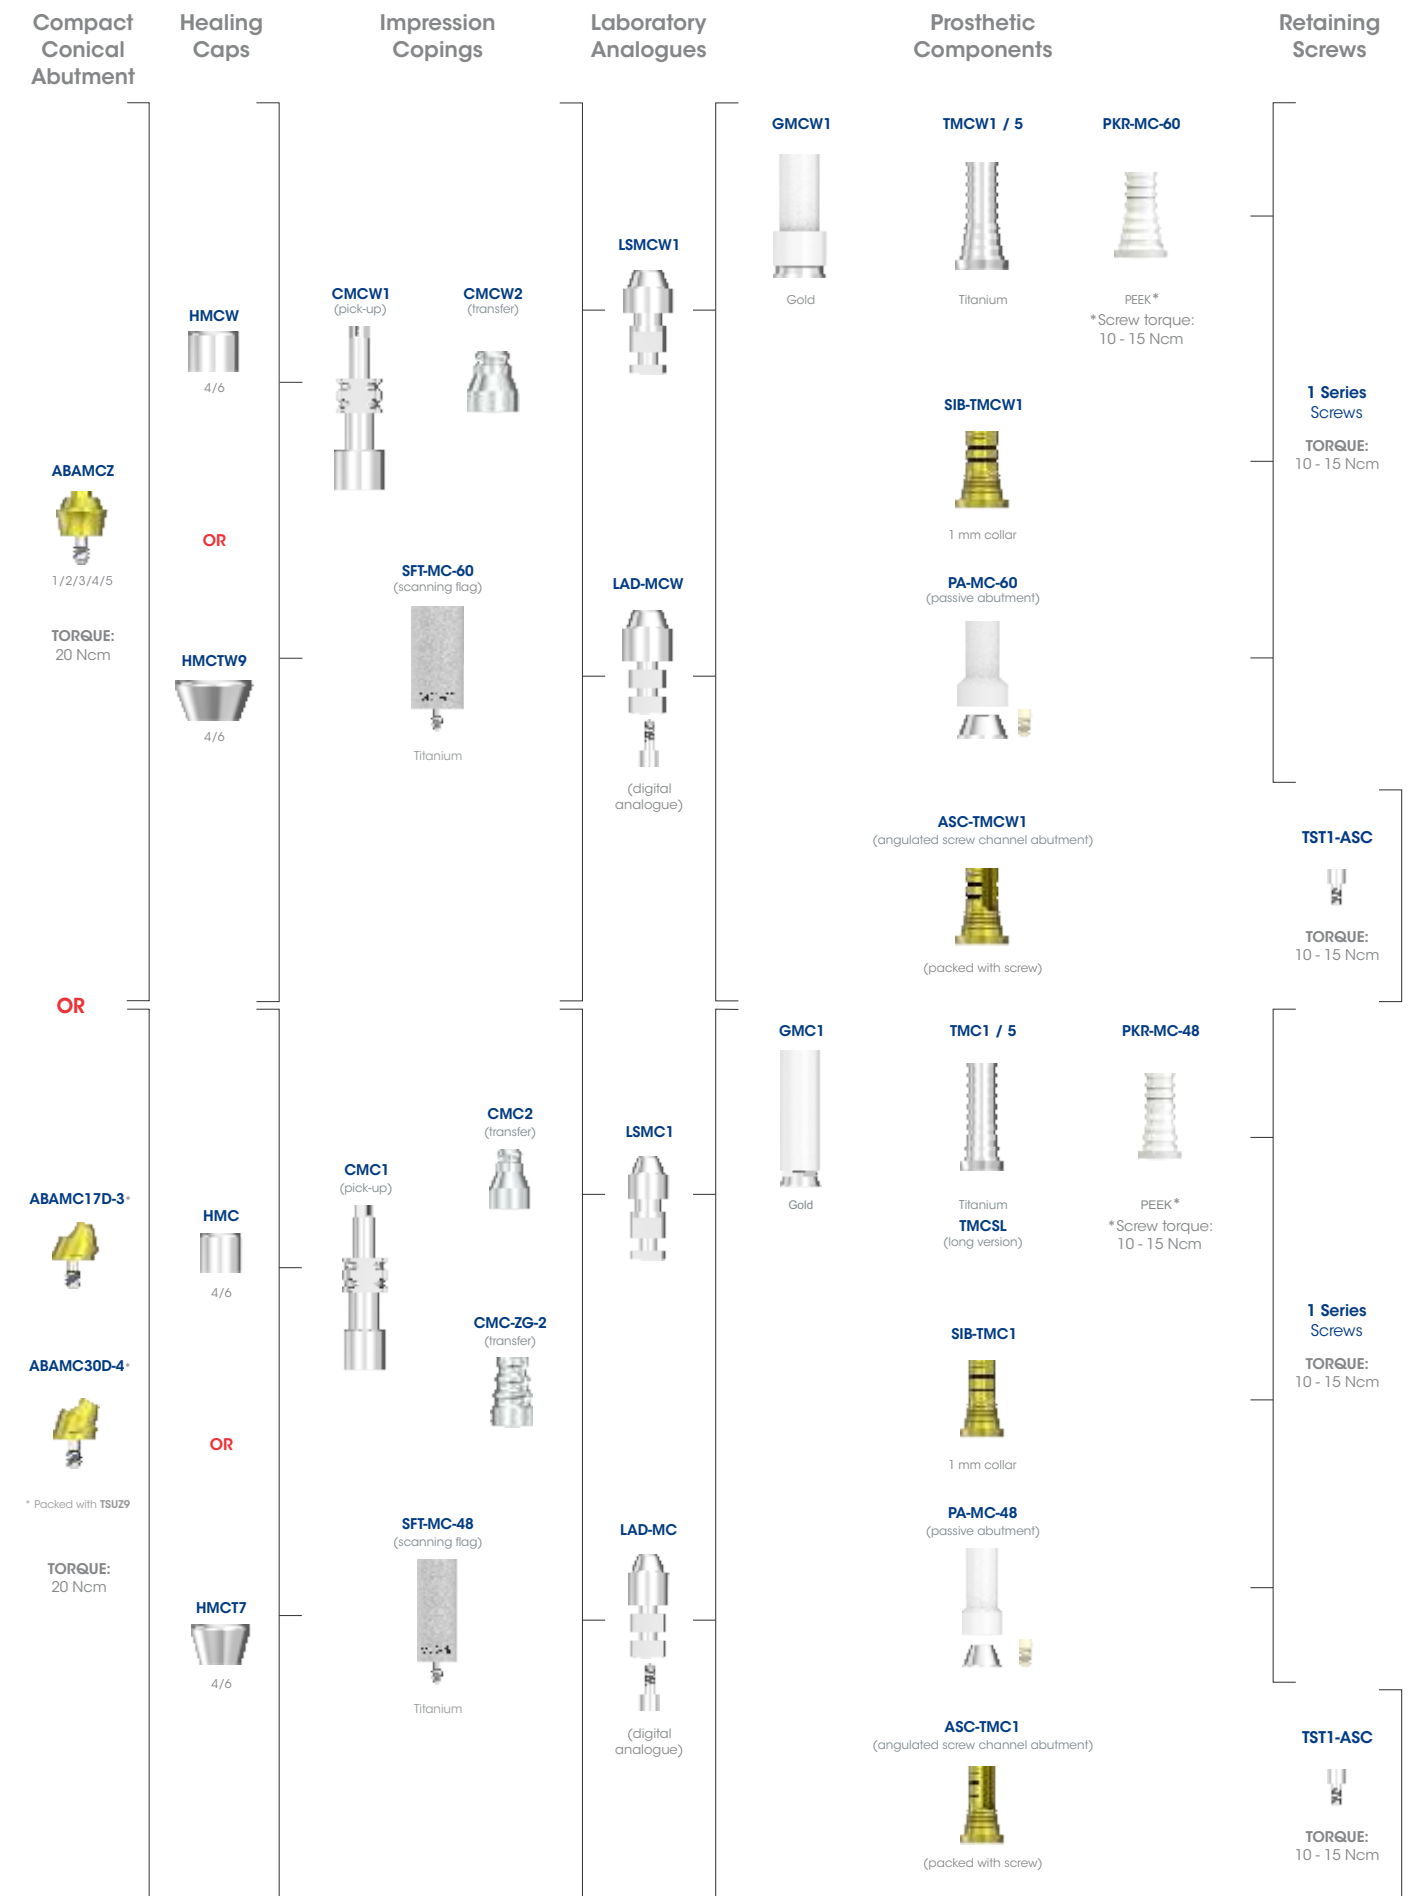 Compact
Conical
Abutment
Healing
Caps
Impression
Copings
Laboratory
Analogues
Prosthetic
Components
Retaining
Screws
ABAMCZ
1/2/3/4/5
TORQUE:
20 Ncm
HMCW
4/6
OR
HMCTW9
4/6
CMCW1
(pick-up)
CMCW2
(transfer)
SFT-MC-60
(scanning flag)
Titanium
LSMCW1
LAD-MCW
(digital
analogue)
GMCW1
Gold
TMCW1 / 5
Titanium
PKR-MC-60
PEEK*
*Screw torque:
10 - 15 Ncm
SIB-TMCW1
1 mm collar
PA-MC-60
(passive abutment)
ASC-TMCW1
(angulated screw channel abutment)
(packed with screw)
1 Series
Screws
TORQUE:
10 - 15 Ncm
TST1-ASC
TORQUE:
10 - 15 Ncm
OR
ABAMC17D-3*
ABAMC30D-4*
* Packed with TSUZ9
TORQUE:
20 Ncm
HMC
4/6
OR
HMCT7
4/6
CMC1
(pick-up)
CMC2
(transfer)
CMC-ZG-2
(transfer)
SFT-MC-48
(scanning flag)
Titanium
LSMC1
LAD-MC
(digital
analogue)
GMC1
Gold
TMC1 / 5
Titanium
TMCSL
(long version)
PKR-MC-48
PEEK*
*Screw torque:
10 - 15 Ncm
SIB-TMC1
1 mm collar
PA-MC-48
(passive abutment)
ASC-TMC1
(angulated screw channel abutment)
(packed with screw)
1 Series
Screws
TORQUE:
10 - 15 Ncm
TST1-ASC
TORQUE:
10 - 15 Ncm